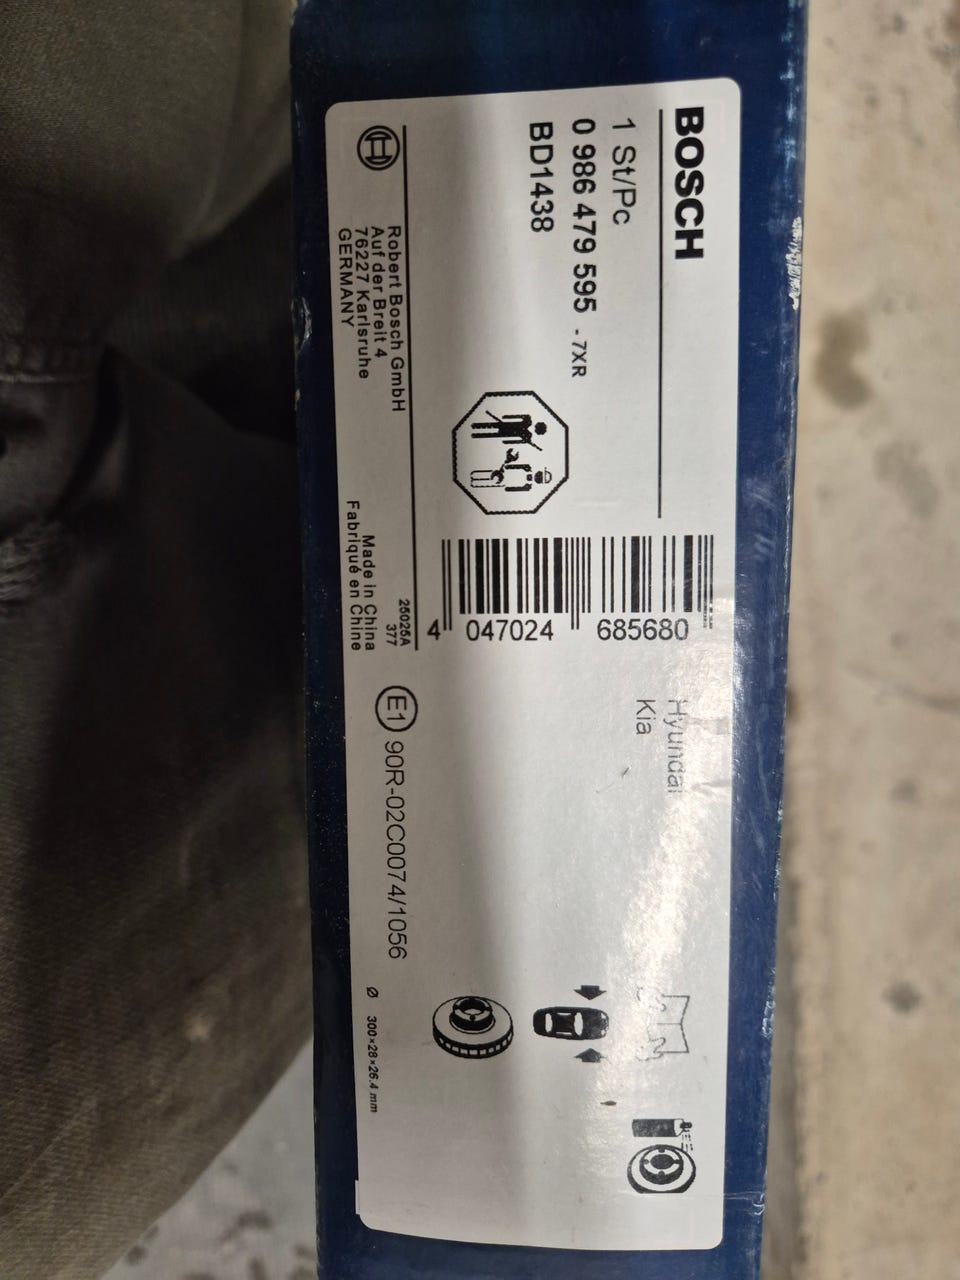 BOSCH
1 St/Pc
0 986 479 595 - 7XR
BD1438
4 047024 685680
Hyundai
Kia
25025A
377
Robert Bosch GmbH
Auf der Breit 4
76227 Karlsruhe
GERMANY
Made in China
Fabriqué en Chine
E1 90R-02C0074/1056
Ø 300×28×26.4 mm